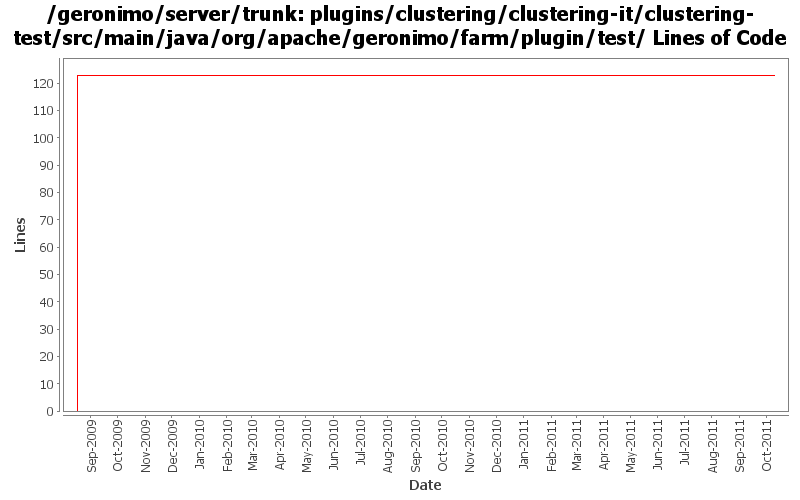 /geronimo/server/trunk: plugins/clustering/clustering-it/clustering-
test/src/main/java/org/apache/geronimo/farm/plugin/test/ Lines of Code
120
110
100
90
80
70
60
50
40
30
20
10
0
Lines
Sep-2009
Oct-2009
Nov-2009
Dec-2009
Jan-2010
Feb-2010
Mar-2010
Apr-2010
May-2010
Jun-2010
Jul-2010
Aug-2010
Sep-2010
Oct-2010
Nov-2010
Dec-2010
Jan-2011
Feb-2011
Mar-2011
Apr-2011
May-2011
Jun-2011
Jul-2011
Aug-2011
Sep-2011
Oct-2011
Date